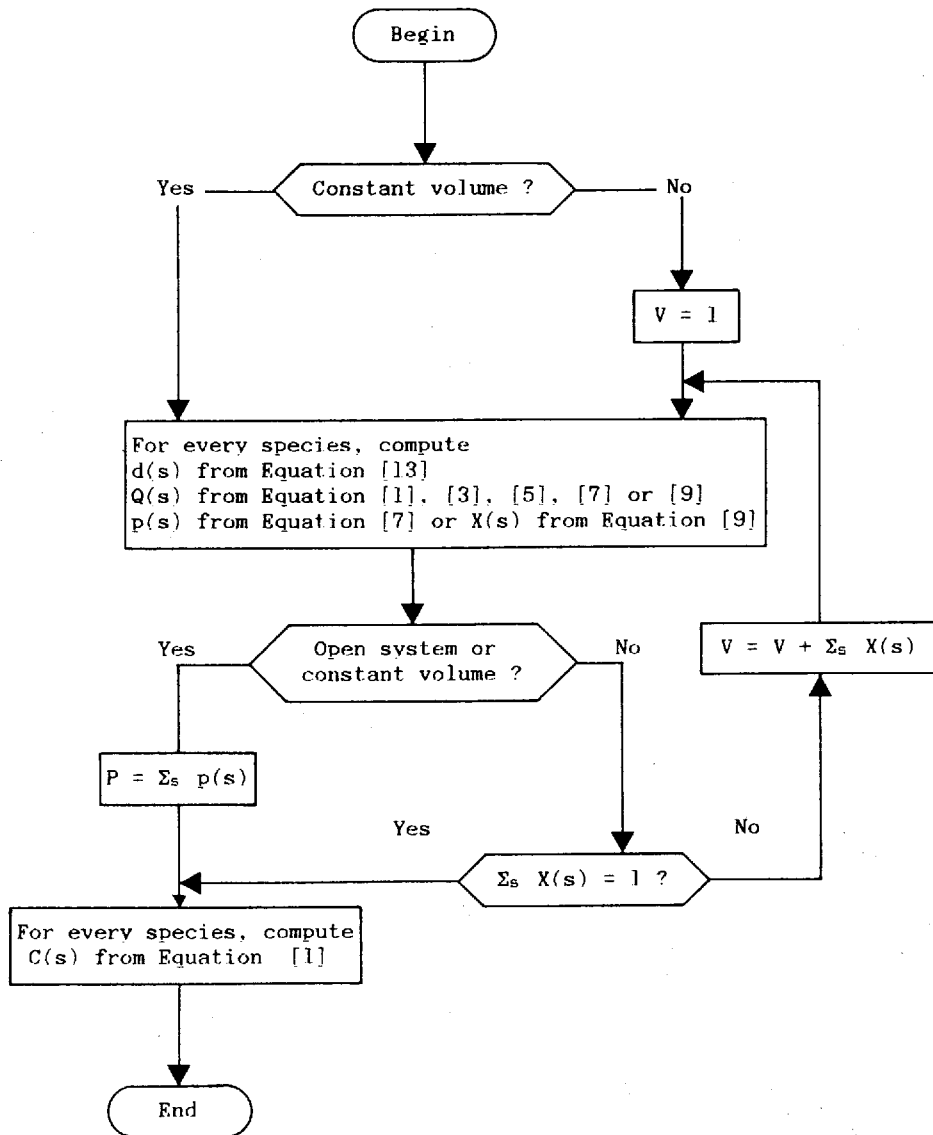 Begin
Yes
Constant volume ?
No
V = 1
For every species, compute
d(s) from Equation [13]
Q(s) from Equation [1], [3], [5], [7] or [9]
p(s) from Equation [7] or X(s) from Equation [9]
Yes
Open system or
constant volume ?
No
V = V + Σs X(s)
P = Σs p(s)
Yes
No
Σs X(s) = 1 ?
For every species, compute
C(s) from Equation [1]
End